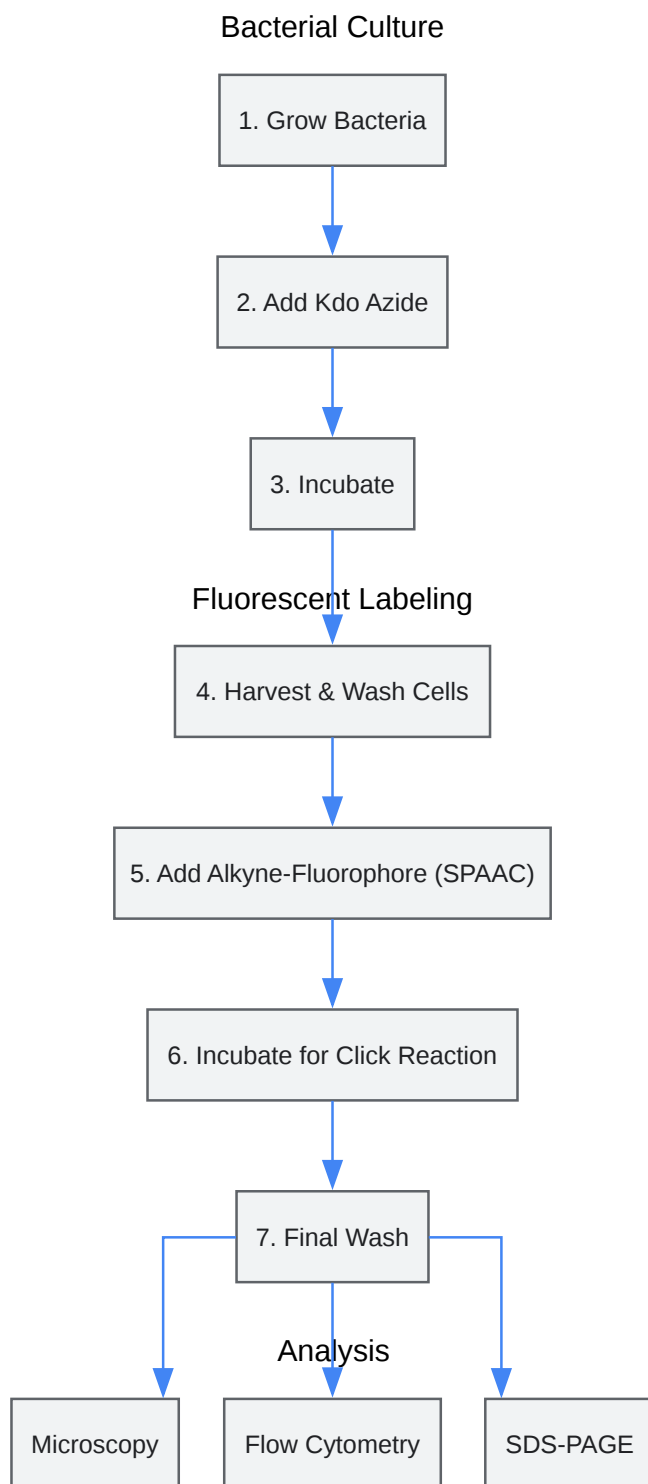 Bacterial Culture
1. Grow Bacteria
2. Add Kdo Azide
3. Incubate
Fluorescent Labeling
4. Harvest & Wash Cells
5. Add Alkyne-Fluorophore (SPAAC)
6. Incubate for Click Reaction
7. Final Wash
Analysis
Microscopy
Flow Cytometry
SDS-PAGE